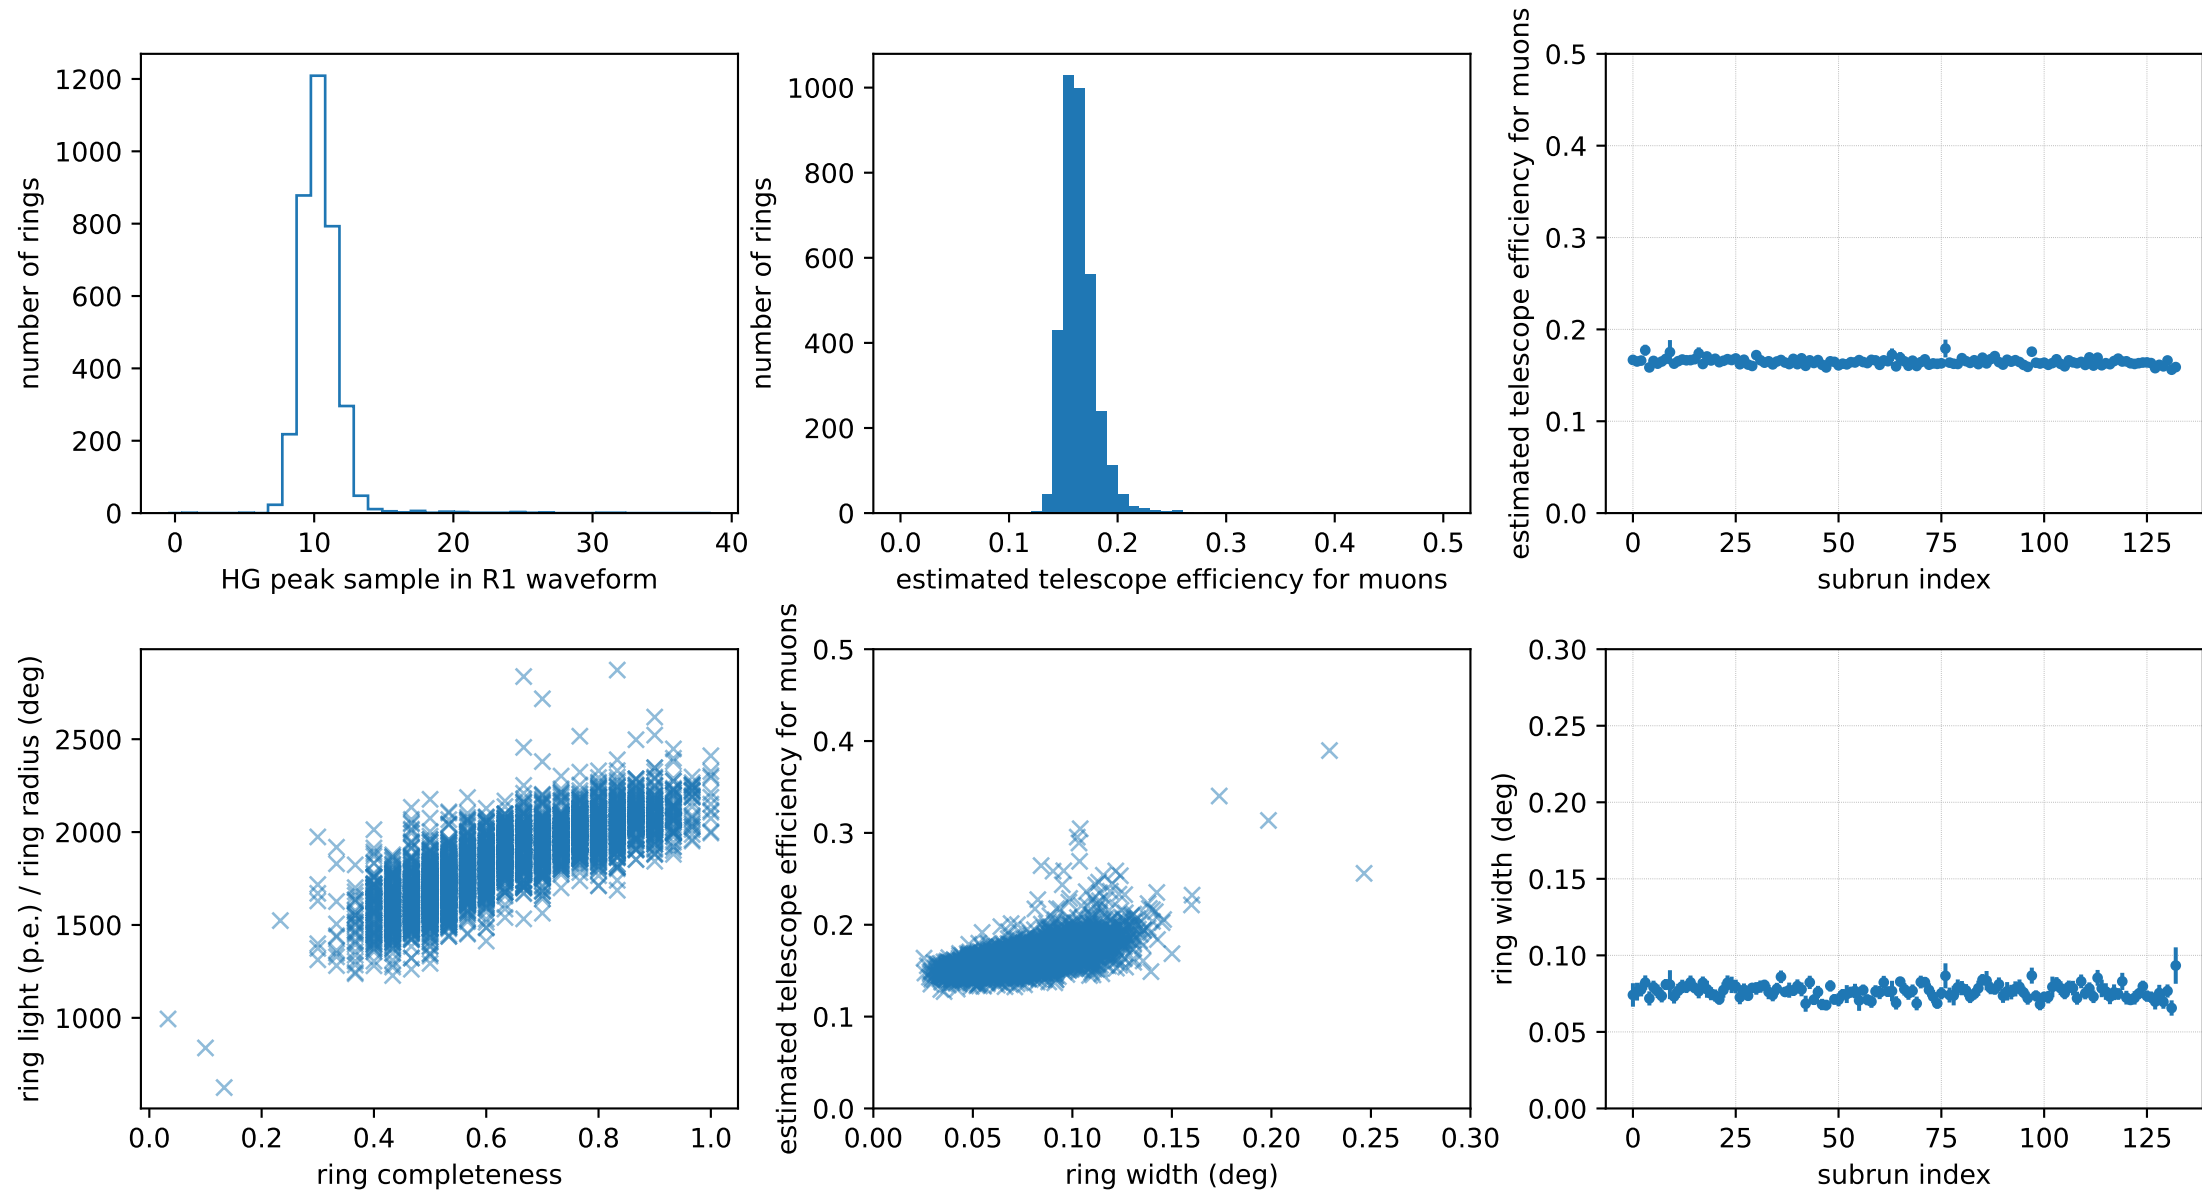 number of rings
1200
1000
800
600
400
200
0
0 10 20 30 40
HG peak sample in R1 waveform
number of rings
1000
800
600
400
200
0
0.0 0.1 0.2 0.3 0.4 0.5
estimated telescope efficiency for muons
estimated telescope efficiency for muons
0.5
0.4
0.3
0.2
0.1
0.0
0 25 50 75 100 125
subrun index
ring light (p.e.) / ring radius (deg)
2500
2000
1500
1000
0.0 0.2 0.4 0.6 0.8 1.0
ring completeness
estimated telescope efficiency for muons
0.5
0.4
0.3
0.2
0.1
0.0
0.00 0.05 0.10 0.15 0.20 0.25 0.30
ring width (deg)
ring width (deg)
0.30
0.25
0.20
0.15
0.10
0.05
0.00
0 25 50 75 100 125
subrun index